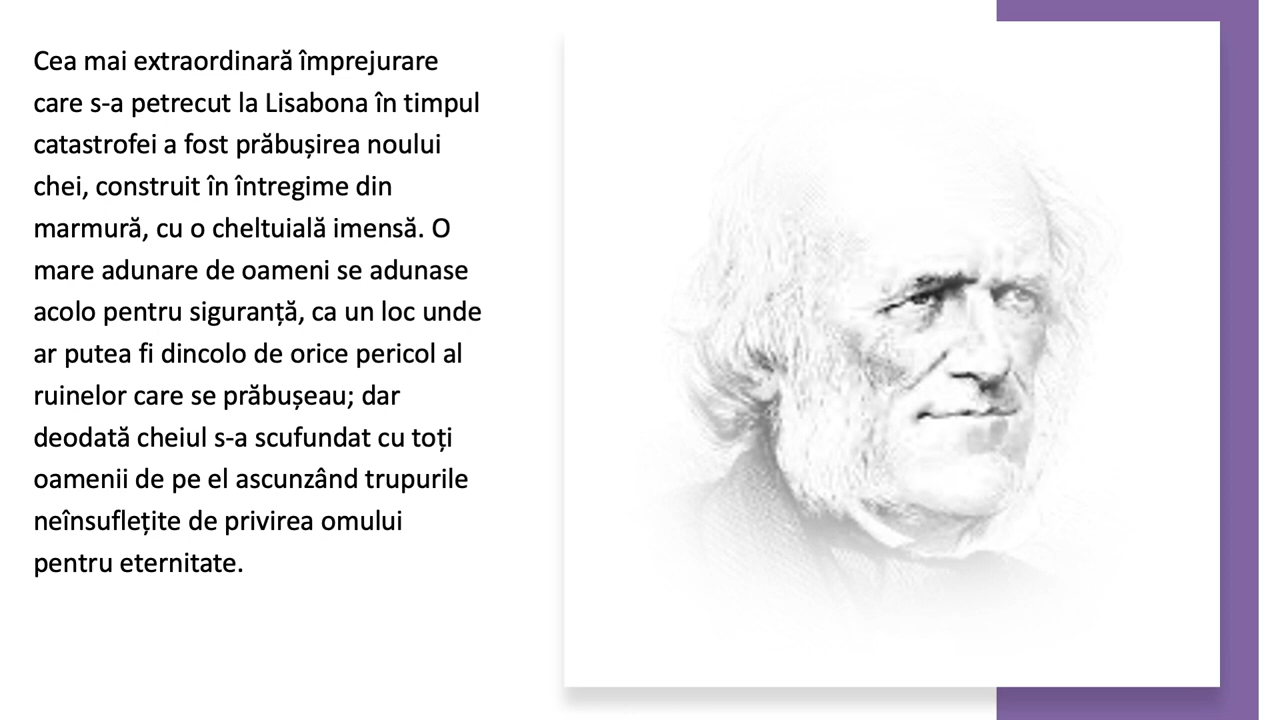 Cea mai extraordinară împrejurare
care s-a petrecut la Lisabona în timpul
catastrofei a fost prăbușirea noului
chei, construit în întregime din
marmură, cu o cheltuială imensă. O
mare adunare de oameni se adunase
acolo pentru siguranță, ca un loc unde
ar putea fi dincolo de orice pericol al
ruinelor care se prăbușeau; dar
deodată cheiul s-a scufundat cu toți
oamenii de pe el ascunzând trupurile
neînsuflețite de privirea omului
pentru eternitate.